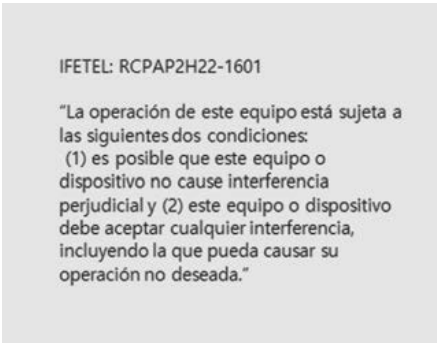 IFETEL: RCPAP2H22-1601
“La operación de este equipo está sujeta a
las siguientes dos condiciones:
(1) es posible que este equipo o
dispositivo no cause interferencia
perjudicial y (2) este equipo o dispositivo
debe aceptar cualquier interferencia,
incluyendo la que pueda causar su
operación no deseada.”